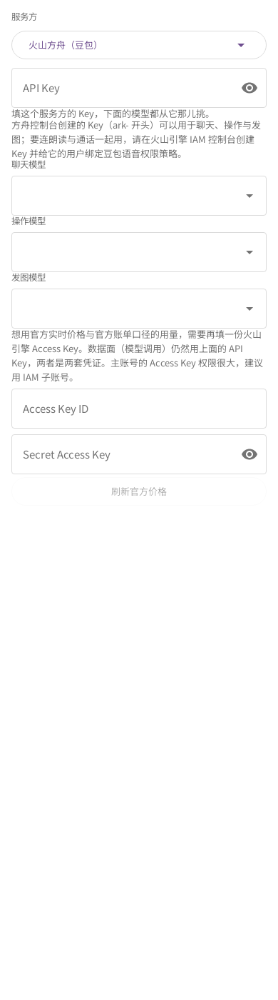 服务方
火山方舟（豆包）
API Key
填这个服务方的 Key，下面的模型都从它那儿挑。
方舟控制台创建的 Key（ark- 开头）可以用于聊天、操作与发
图；要连朗读与通话一起用，请在火山引擎 IAM 控制台创建
Key 并给它的用户绑定豆包语音权限策略。
聊天模型
操作模型
发图模型
想用官方实时价格与官方账单口径的用量，需要再填一份火山
引擎 Access Key。数据面（模型调用）仍然用上面的 API
Key，两者是两套凭证。主账号的 Access Key 权限很大，建议
用 IAM 子账号。
Access Key ID
Secret Access Key
刷新官方价格